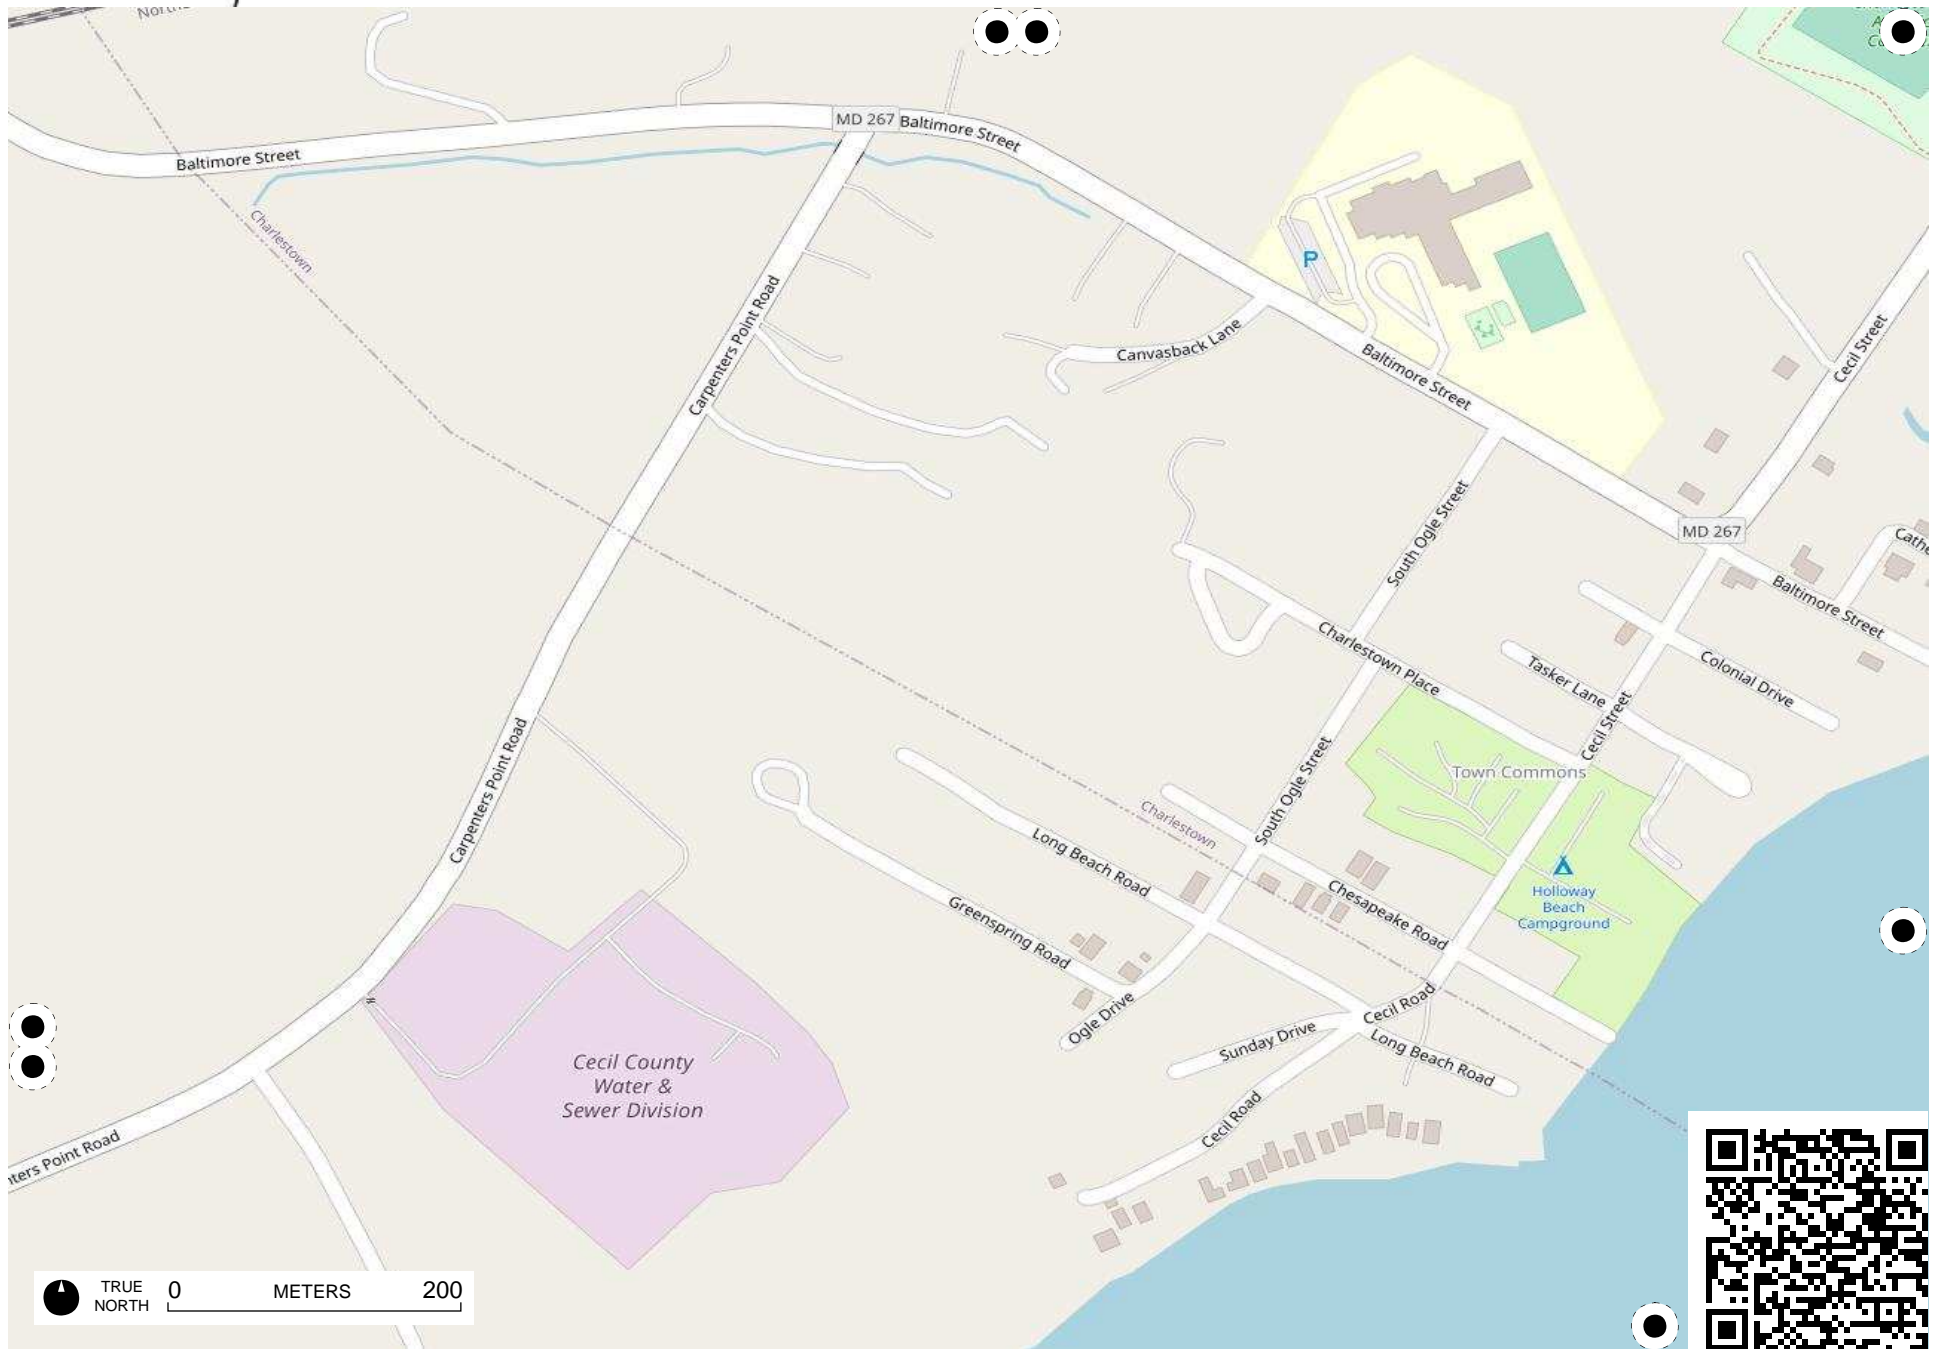 MD 267
Baltimore Street
Baltimore Street
Charlestown
P
Carpenters Point Road
Canvasback Lane
Baltimore Street
Cecil Street
South Ogle Street
MD 267
Baltimore Street
Charlestown Place
Tasker Lane
Colonial Drive
Cecil Street
Carpenters Point Road
South Ogle Street
Town Commons
Charlestown
Long Beach Road
Chesapeake Road
Holloway
Beach
Campground
Greenspring Road
Ogle Drive
Cecil Road
Sunday Drive
Long Beach Road
Cecil County
Water &
Sewer Division
Cecil Road
Point Road
TRUE
NORTH
0 METERS 200